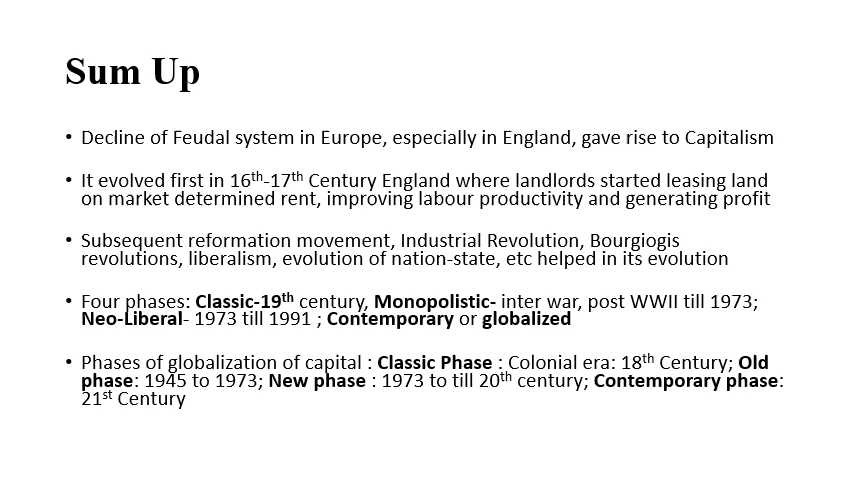 Sum Up
• Decline of Feudal system in Europe, especially in England, gave rise to Capitalism
• It evolved first in 16th-17th Century England where landlords started leasing land
on market determined rent, improving labour productivity and generating profit
• Subsequent reformation movement, Industrial Revolution, Bourgiogis
revolutions, liberalism, evolution of nation-state, etc helped in its evolution
• Four phases: Classic-19th century, Monopolistic- inter war, post WWII till 1973;
Neo-Liberal- 1973 till 1991 ; Contemporary or globalized
• Phases of globalization of capital : Classic Phase : Colonial era: 18th Century; Old
phase: 1945 to 1973; New phase : 1973 to till 20th century; Contemporary phase:
21st Century